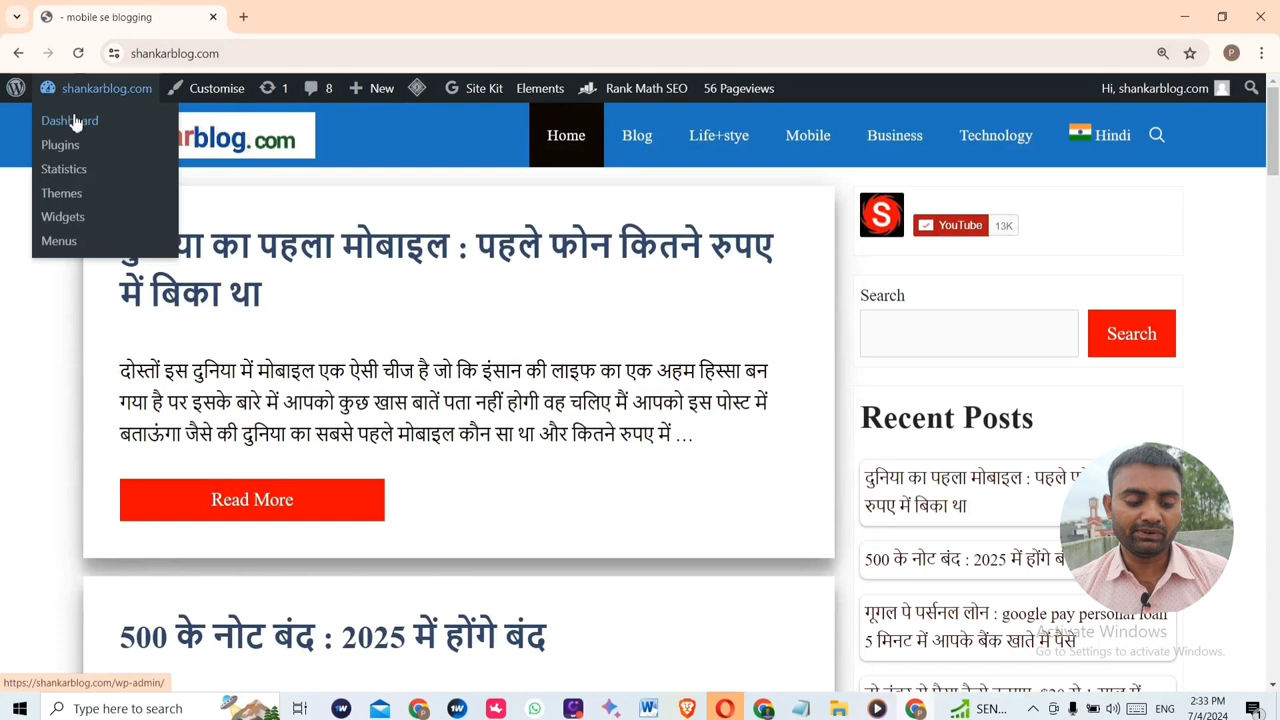 - mobile se blogging
shankarblog.com
shankarblog.com
Customise
1
8
New
Site Kit
Elements
Rank Math SEO
56 Pageviews
Hi, shankarblog.com
Dashboard
Plugins
Statistics
Themes
Widgets
Menus
arblog.com
Home
Blog
Life+stye
Mobile
Business
Technology
Hindi
का पहला मोबाइल : पहले फोन कितने रुपए
में बिका था
दोस्तों इस दुनिया में मोबाइल एक ऐसी चीज है जो कि इंसान की लाइफ का एक अहम हिस्सा बन
गया है पर इसके बारे में आपको कुछ खास बातें पता नहीं होगी वह चलिए मैं आपको इस पोस्ट में
बताऊंगा जैसे की दुनिया का सबसे पहले मोबाइल कौन सा था और कितने रुपए में …
Read More
500 के नोट बंद : 2025 में होंगे बंद
S
YouTube
13K
Search
Search
Recent Posts
दुनिया का पहला मोबाइल : पहले
रुपए में बिका था
500 के नोट बंद : 2025 में होंगे
गूगल पे पर्सनल लोन : google pay personal loan
5 मिनट में आपके बैंक खाते में पैसे
Activate Windows
Go to Settings to activate Windows.
https://shankarblog.com/wp-admin/
Type here to search
SEN...
ENG
2:33 PM
7/4/2024